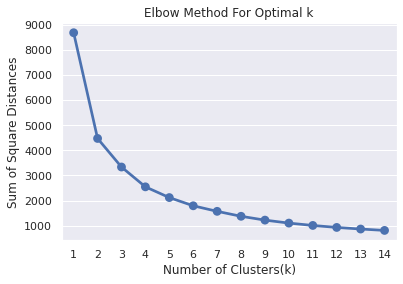 Elbow Method For Optimal k
Sum of Square Distances
9000
8000
7000
6000
5000
4000
3000
2000
1000
1 2 3 4 5 6 7 8 9 10 11 12 13 14
Number of Clusters(k)